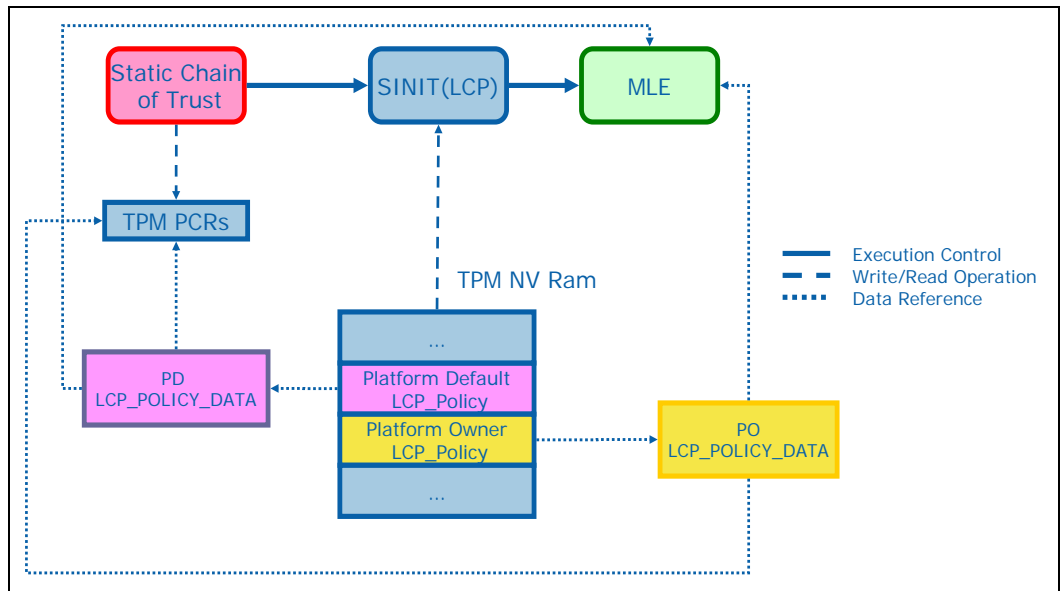 Static Chain
of Trust
SINIT(LCP)
MLE
TPM PCRs
Execution Control
Write/Read Operation
Data Reference
TPM NV Ram
...
Platform Default
LCP_Policy
Platform Owner
LCP_Policy
...
PD
LCP_POLICY_DATA
PO
LCP_POLICY_DATA